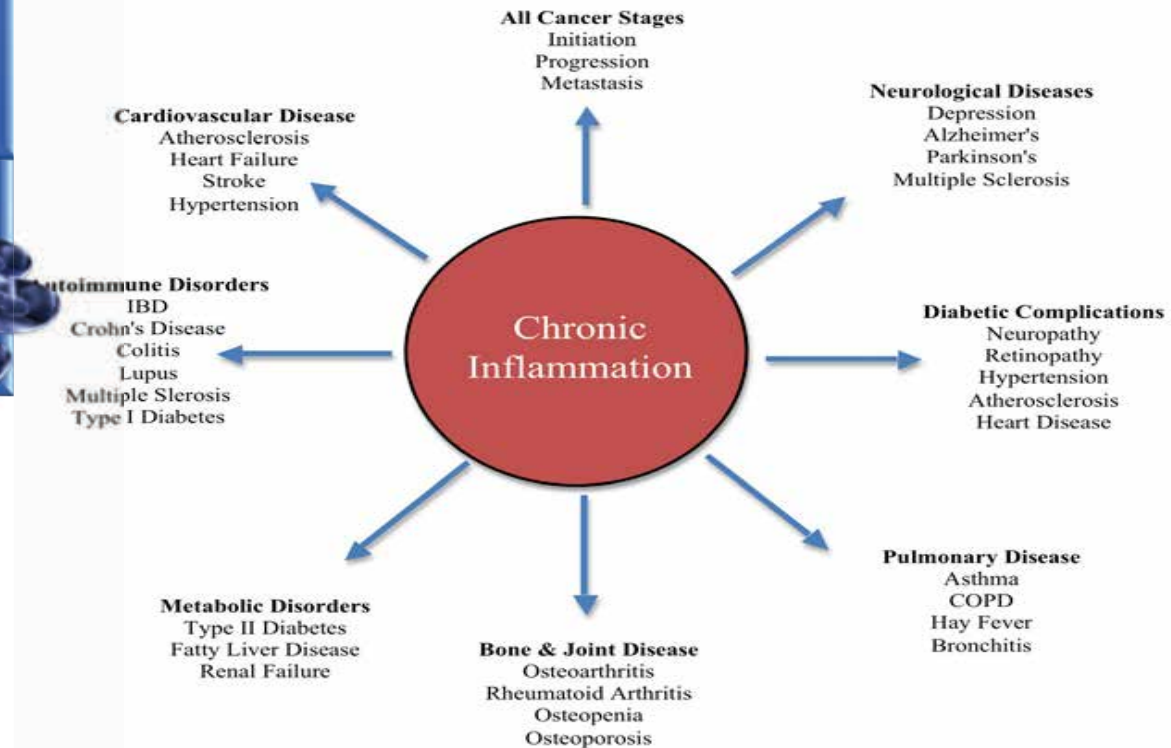 All Cancer Stages
Initiation
Progression
Metastasis
Neurological Diseases
Depression
Alzheimer's
Parkinson's
Multiple Sclerosis
Cardiovascular Disease
Atherosclerosis
Heart Failure
Stroke
Hypertension
Autoimmune Disorders
IBD
Crohn's Disease
Colitis
Lupus
Multiple Slerosis
Type I Diabetes
Chronic
Inflammation
Diabetic Complications
Neuropathy
Retinopathy
Hypertension
Atherosclerosis
Heart Disease
Pulmonary Disease
Asthma
COPD
Hay Fever
Bronchitis
Metabolic Disorders
Type II Diabetes
Fatty Liver Disease
Renal Failure
Bone & Joint Disease
Osteoarthritis
Rheumatoid Arthritis
Osteopenia
Osteoporosis